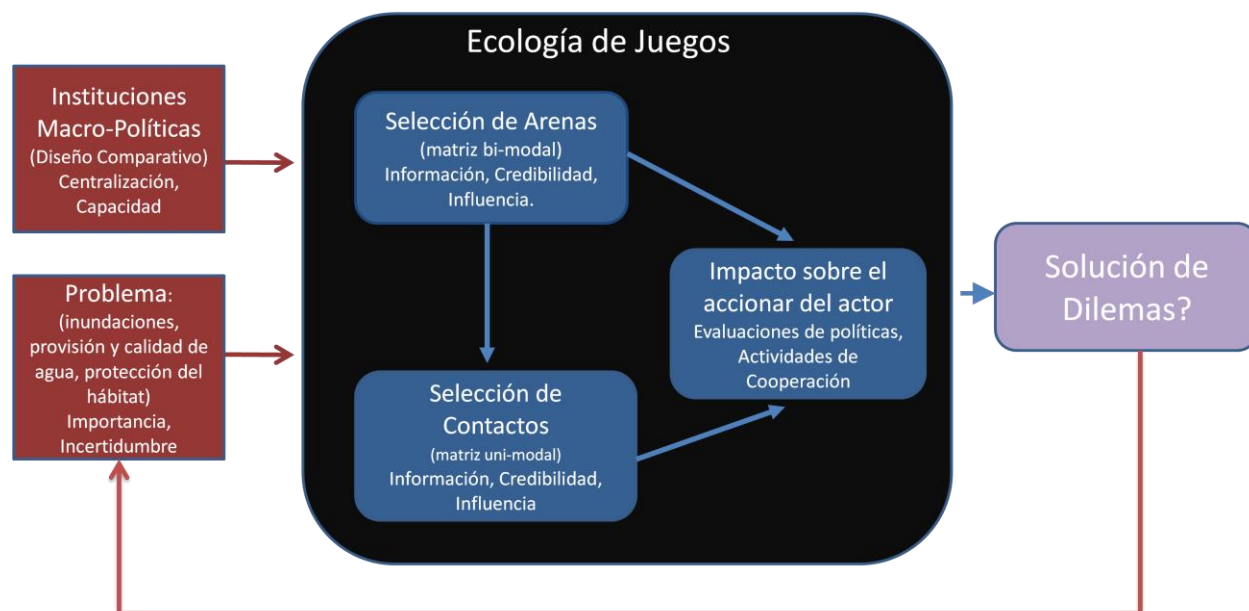 Ecología de Juegos
Instituciones
Macro-Políticas
(Diseño Comparativo)
Centralización,
Capacidad
Problema:
(inundaciones,
provisión y calidad de
agua, protección del
hábitat)
Importancia,
Incertidumbre
Selección de Arenas
(matriz bi-modal)
Información, Credibilidad,
Influencia.
Selección de
Contactos
(matriz uni-modal)
Información, Credibilidad,
Influencia
Impacto sobre el
accionar del actor
Evaluaciones de políticas,
Actividades de
Cooperación
Solución de
Dilemas?